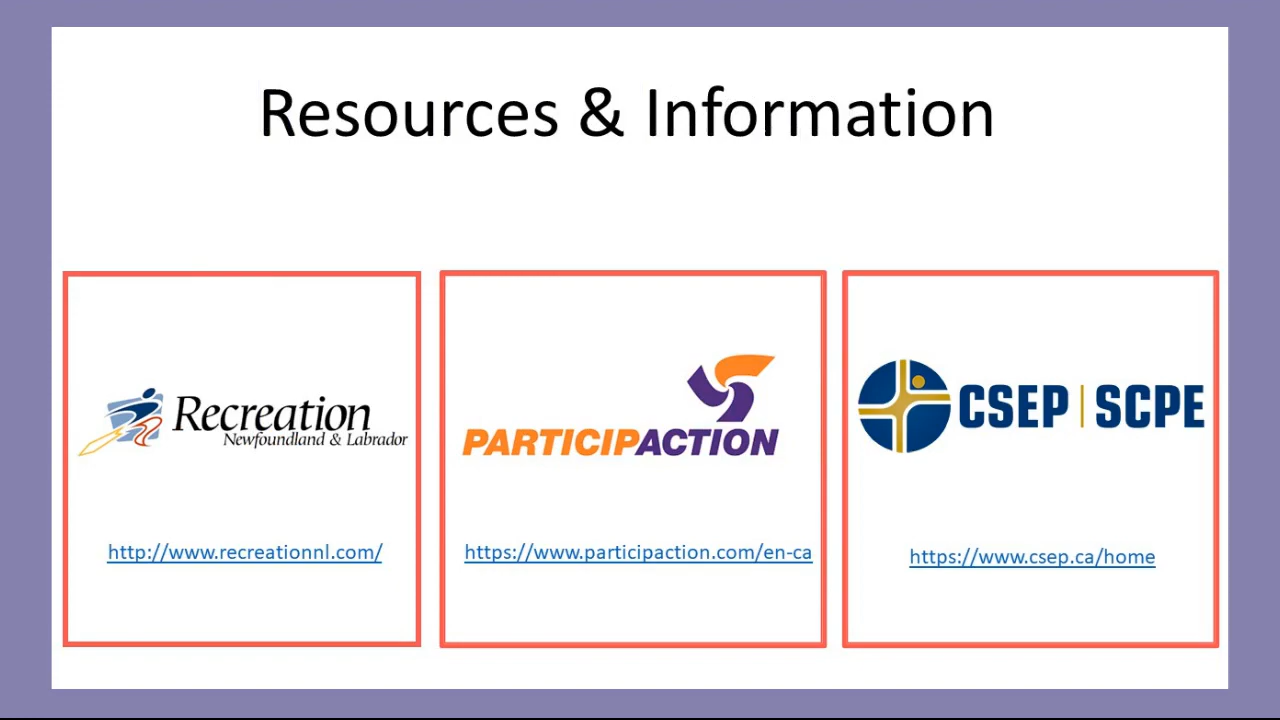 Resources & Information
Recreation
Newfoundland & Labrador
http://www.recreationnl.com/
PARTICIPACTION
https://www.participaction.com/en-ca
CSEP | SCPE
https://www.csep.ca/home